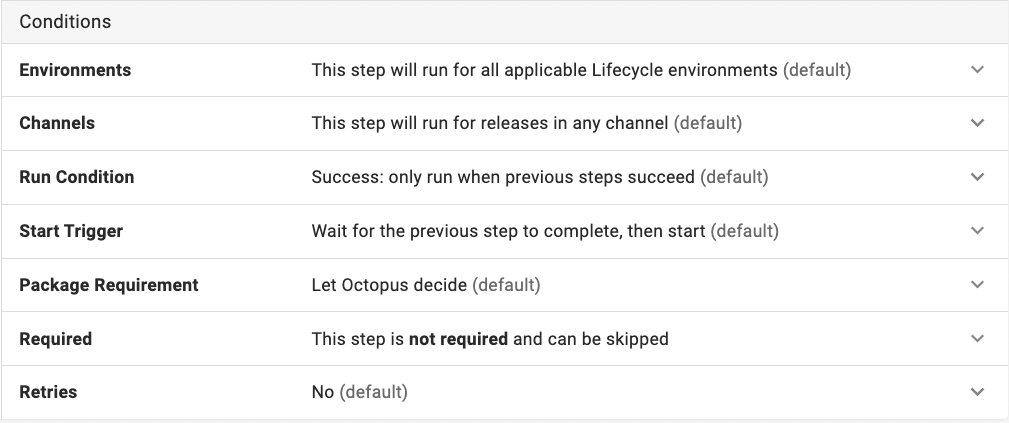 Conditions
Environments This step will run for all applicable Lifecycle environments (default)
Channels This step will run for releases in any channel (default)
Run Condition Success: only run when previous steps succeed (default)
Start Trigger Wait for the previous step to complete, then start (default)
Package Requirement Let Octopus decide (default)
Required This step is not required and can be skipped
Retries No (default)